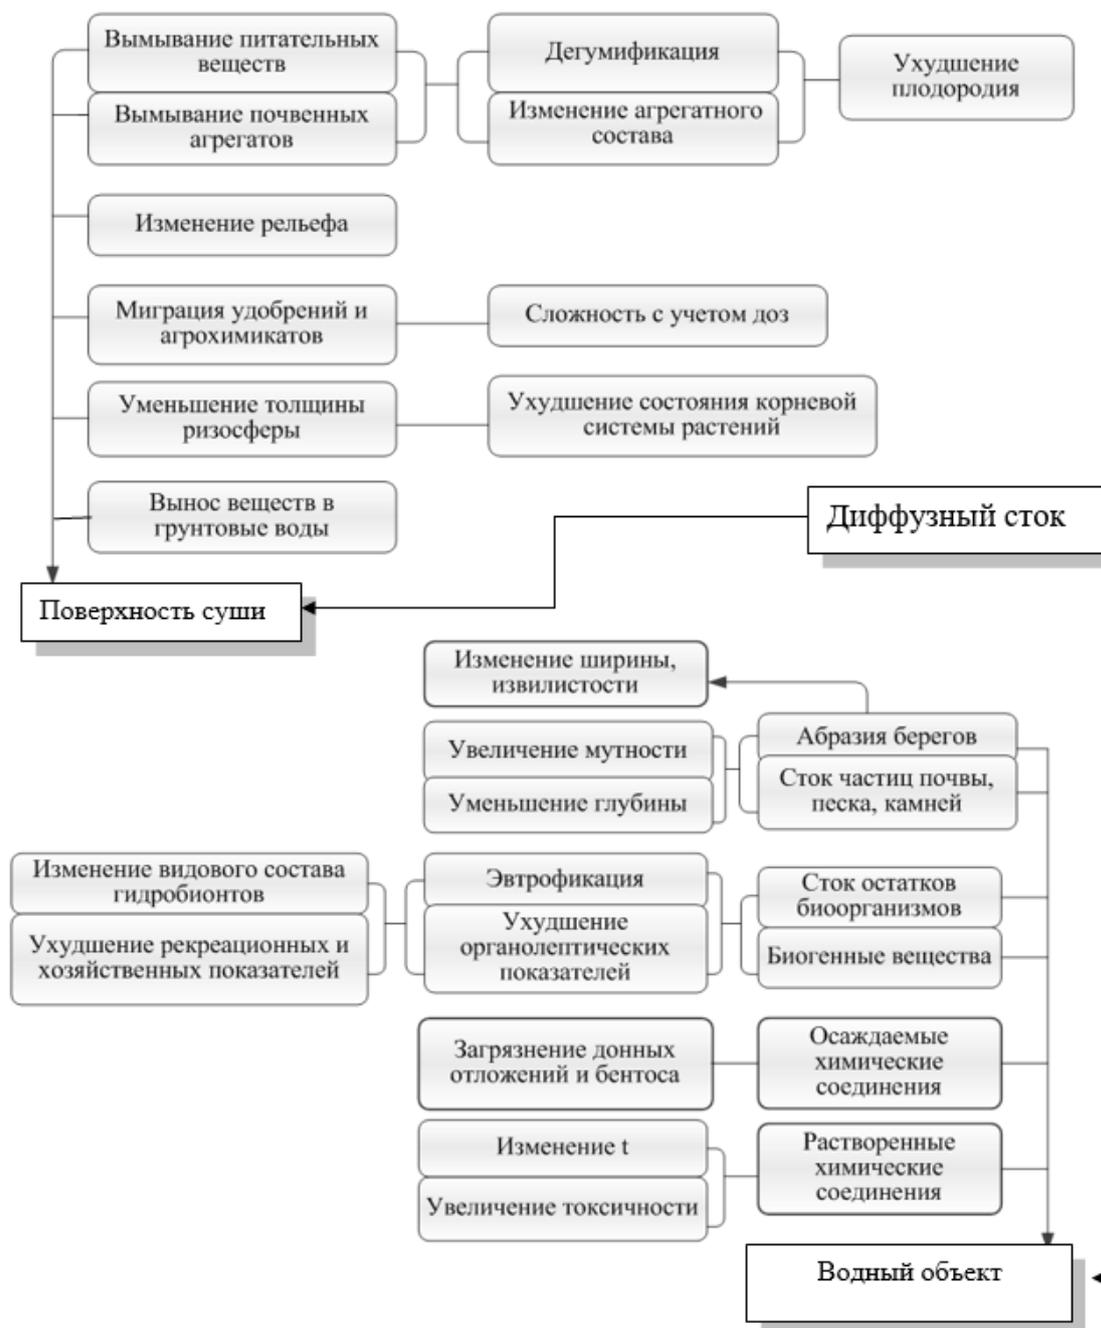 Вымывание питательных
веществ
Дегумификация
Ухудшение
плодородия
Вымывание почвенных
агрегатов
Изменение агрегатного
состава
Изменение рельефа
Миграция удобрений и
агрохимикатов
Сложность с учетом доз
Уменьшение толщины
ризосферы
Ухудшение состояния корневой
системы растений
Вынос веществ в
грунтовые воды
Диффузный сток
Поверхность суши
Изменение ширины,
извилистости
Увеличение мутности
Абразия берегов
Уменьшение глубины
Сток частиц почвы,
песка, камней
Изменение видового состава
гидробионтов
Эвтрофикация
Сток остатков
биоорганизмов
Ухудшение рекреационных и
хозяйственных показателей
Ухудшение
органолептических
показателей
Биогенные вещества
Загрязнение донных
отложений и бентоса
Осаждаемые
химические
соединения
Изменение t
Увеличение токсичности
Растворенные
химические
соединения
Водный объект